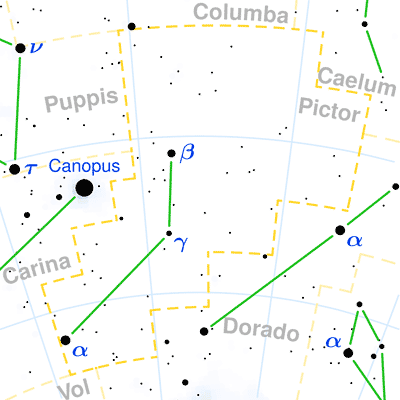 Columba
ν
Caelum
Puppis
Pictor
β
τ
Canopus
γ
α
Carina
Dorado
α
α
Vol